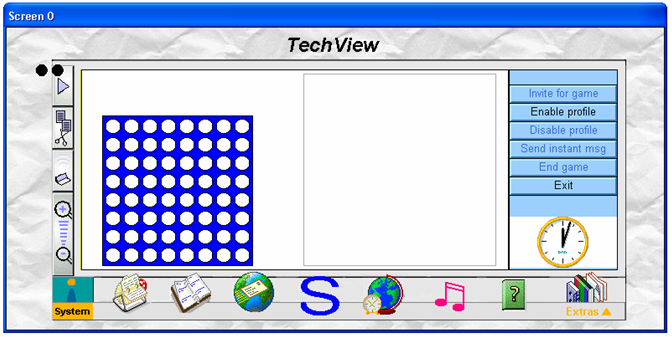 Screen 0
TechView
Invite for game
Enable profile
Disable profile
Send instant msg
End game
Exit
S
?
System
Extras